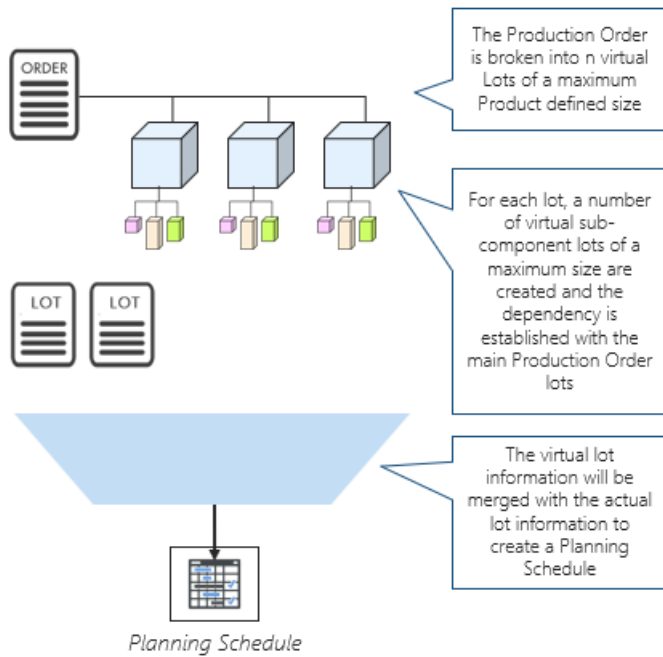 The Production Order
is broken into n virtual
Lots of a maximum
Product defined size
ORDER
For each lot, a number
of virtual sub-
component lots of a
maximum size are
created and the
dependency is
established with the
main Production Order
lots
LOT
LOT
The virtual lot
information will be
merged with the actual
lot information to
create a Planning
Schedule
Planning Schedule